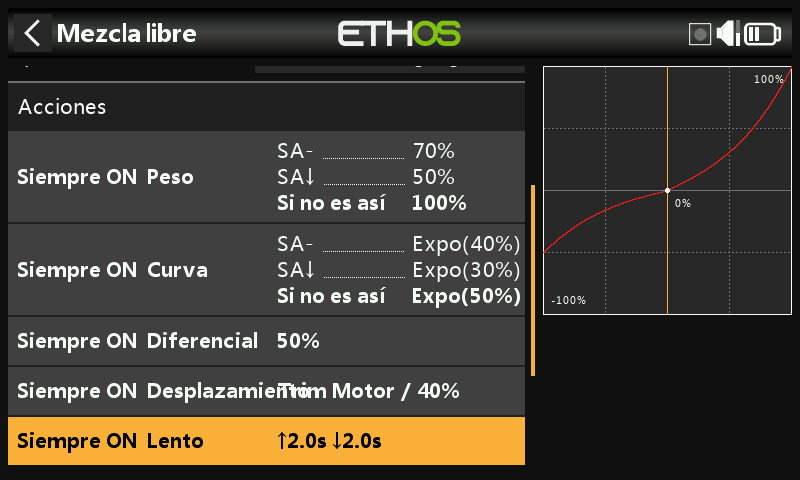 Mezcla libre
ETHOS
Acciones
Siempre ON Peso
SA- 70%
SA↓ 50%
Si no es así 100%
Siempre ON Curva
SA- Expo(40%)
SA↓ Expo(30%)
Si no es así Expo(50%)
Siempre ON Diferencial 50%
Siempre ON Desplazamiento Trim Motor / 40%
Siempre ON Lento ↑2.0s ↓2.0s
100%
0%
-100%